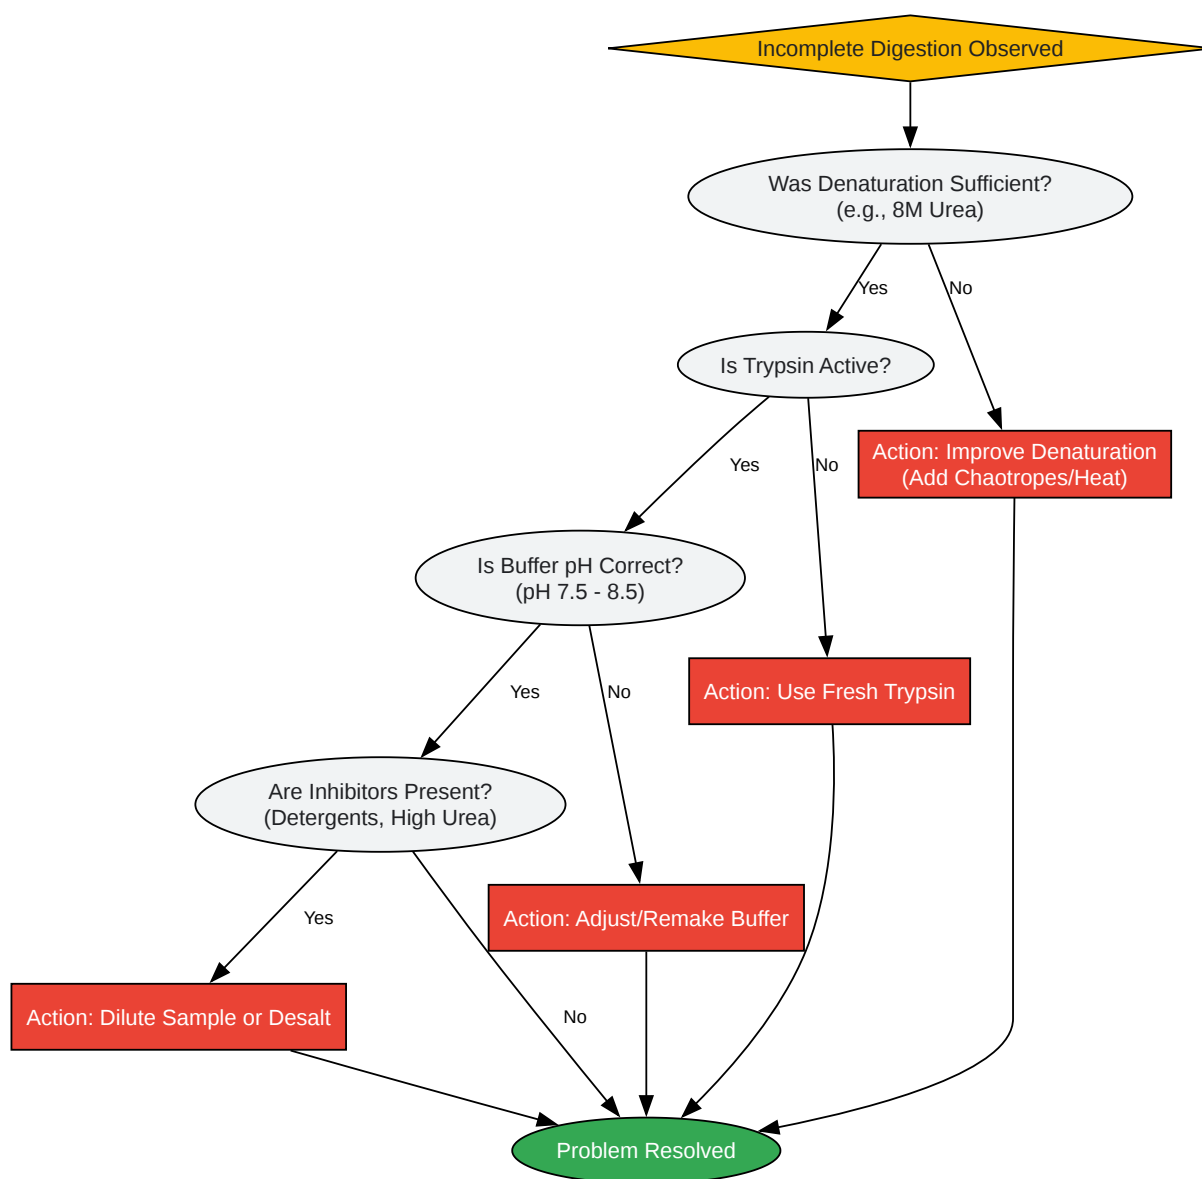 Incomplete Digestion Observed
Was Denaturation Sufficient?
(e.g., 8M Urea)
Yes
No
Is Trypsin Active?
Action: Improve Denaturation
(Add Chaotropes/Heat)
Yes
No
Is Buffer pH Correct?
(pH 7.5 - 8.5)
Action: Use Fresh Trypsin
Yes
No
Are Inhibitors Present?
(Detergents, High Urea)
Action: Adjust/Remake Buffer
Yes
No
Action: Dilute Sample or Desalt
Problem Resolved